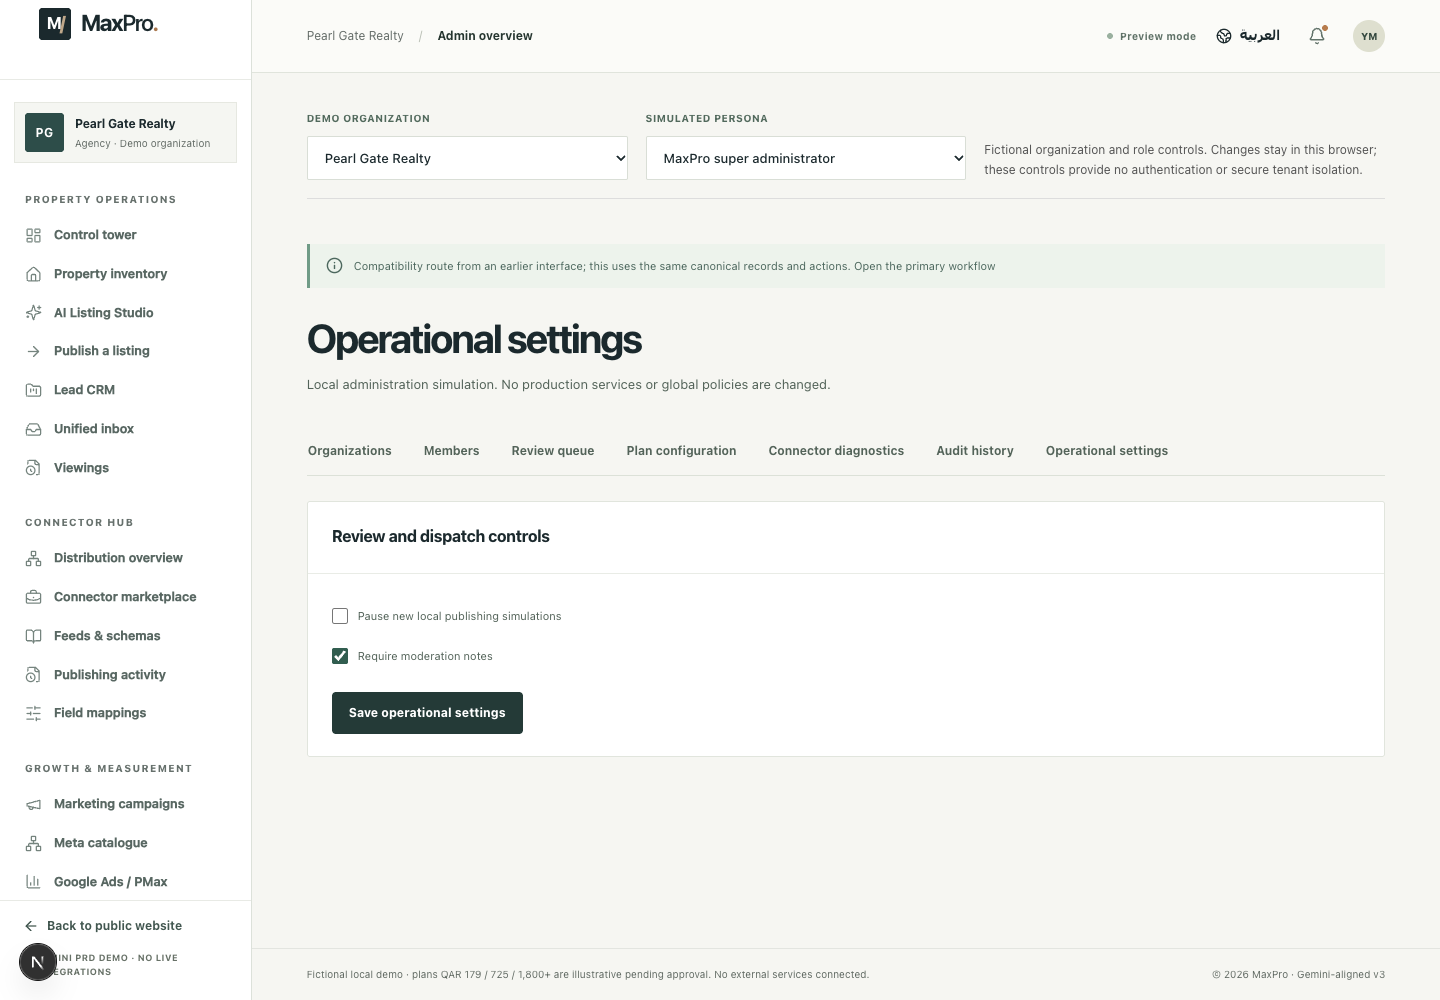 M/ MaxPro.
Pearl Gate Realty / Admin overview
Preview mode
العربية
YM
PG
Pearl Gate Realty
Agency · Demo organization
PROPERTY OPERATIONS
Control tower
Property inventory
AI Listing Studio
Publish a listing
Lead CRM
Unified inbox
Viewings
CONNECTOR HUB
Distribution overview
Connector marketplace
Feeds & schemas
Publishing activity
Field mappings
GROWTH & MEASUREMENT
Marketing campaigns
Meta catalogue
Google Ads / PMax
Back to public website
N
PRD DEMO · NO LIVE
DEMO ORGANIZATION
Pearl Gate Realty
SIMULATED PERSONA
MaxPro super administrator
Fictional organization and role controls. Changes stay in this browser;
these controls provide no authentication or secure tenant isolation.
Compatibility route from an earlier interface; this uses the same canonical records and actions. Open the primary workflow
Operational settings
Local administration simulation. No production services or global policies are changed.
Organizations
Members
Review queue
Plan configuration
Connector diagnostics
Audit history
Operational settings
Review and dispatch controls
Pause new local publishing simulations
Require moderation notes
Save operational settings
Fictional local demo · plans QAR 179 / 725 / 1,800+ are illustrative pending approval. No external services connected.
© 2026 MaxPro · Gemini-aligned v3